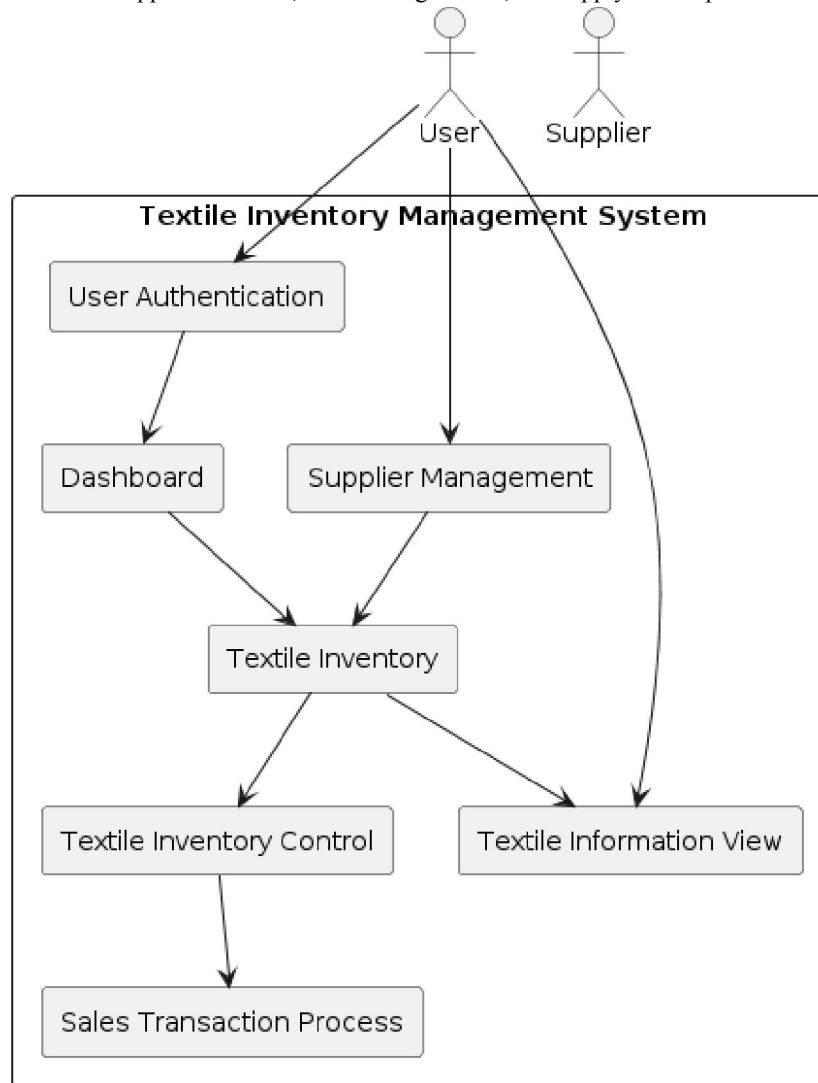 User Supplier
Textile Inventory Management System
User Authentication
Dashboard Supplier Management
Textile Inventory
Textile Inventory Control Textile Information View
Sales Transaction Process